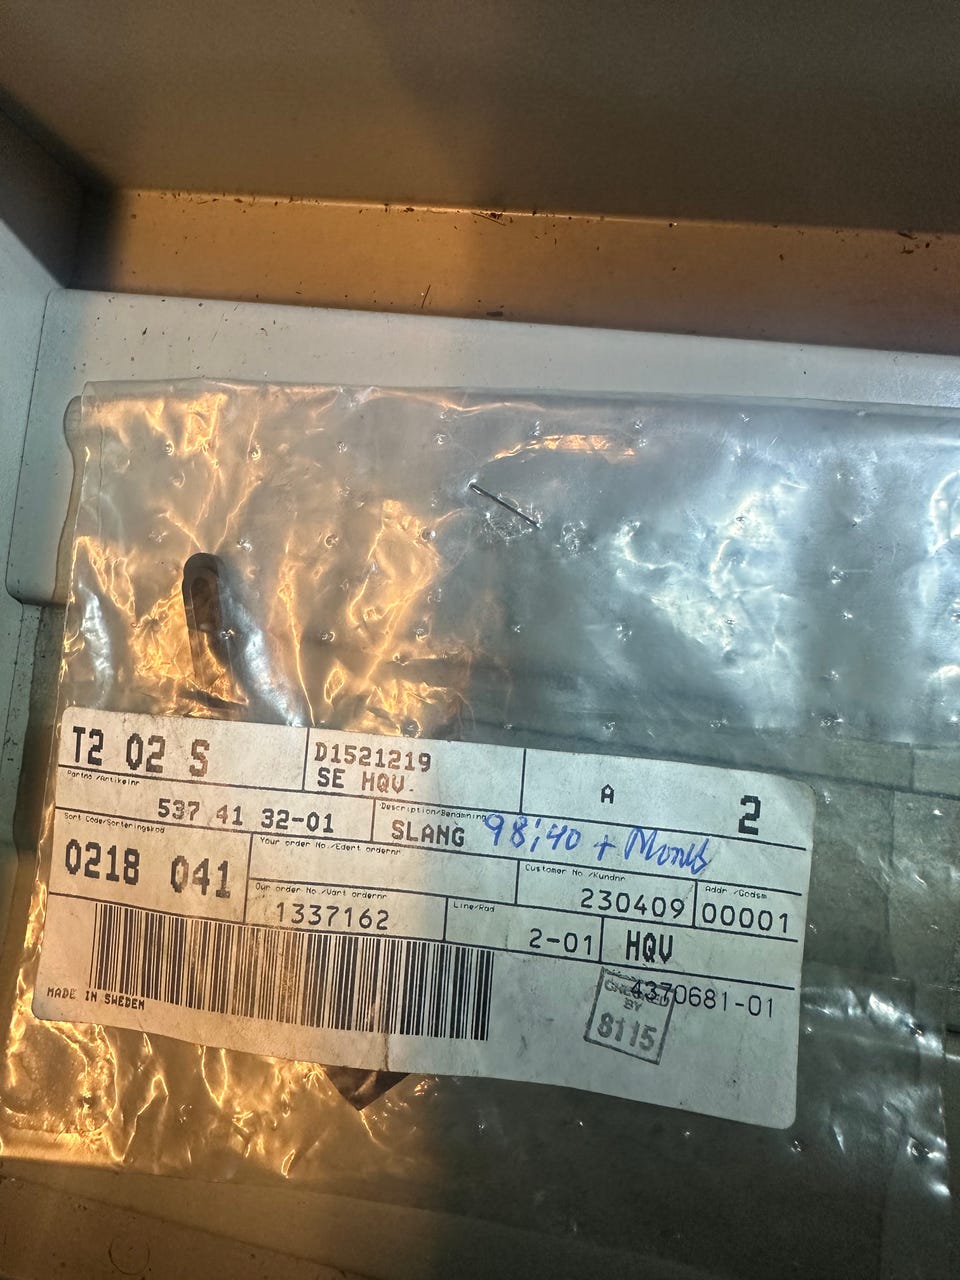 T2 02 S
D1521219
SE HQV.
A
2
Partno /Artikelnr
537 41 32-01
Description/Benämning
SLANG
98:40 + Moms
Sort Code/Sorteringskod
0218 041
Your order No /Edert ordernr
Customer No /Kundnr
230409
Addr /Godsm
00001
Our order No /Vårt ordernr
1337162
Line/Rad
2-01
HQV
4370681-01
CHECKED
BY
8115
MADE IN SWEDEN